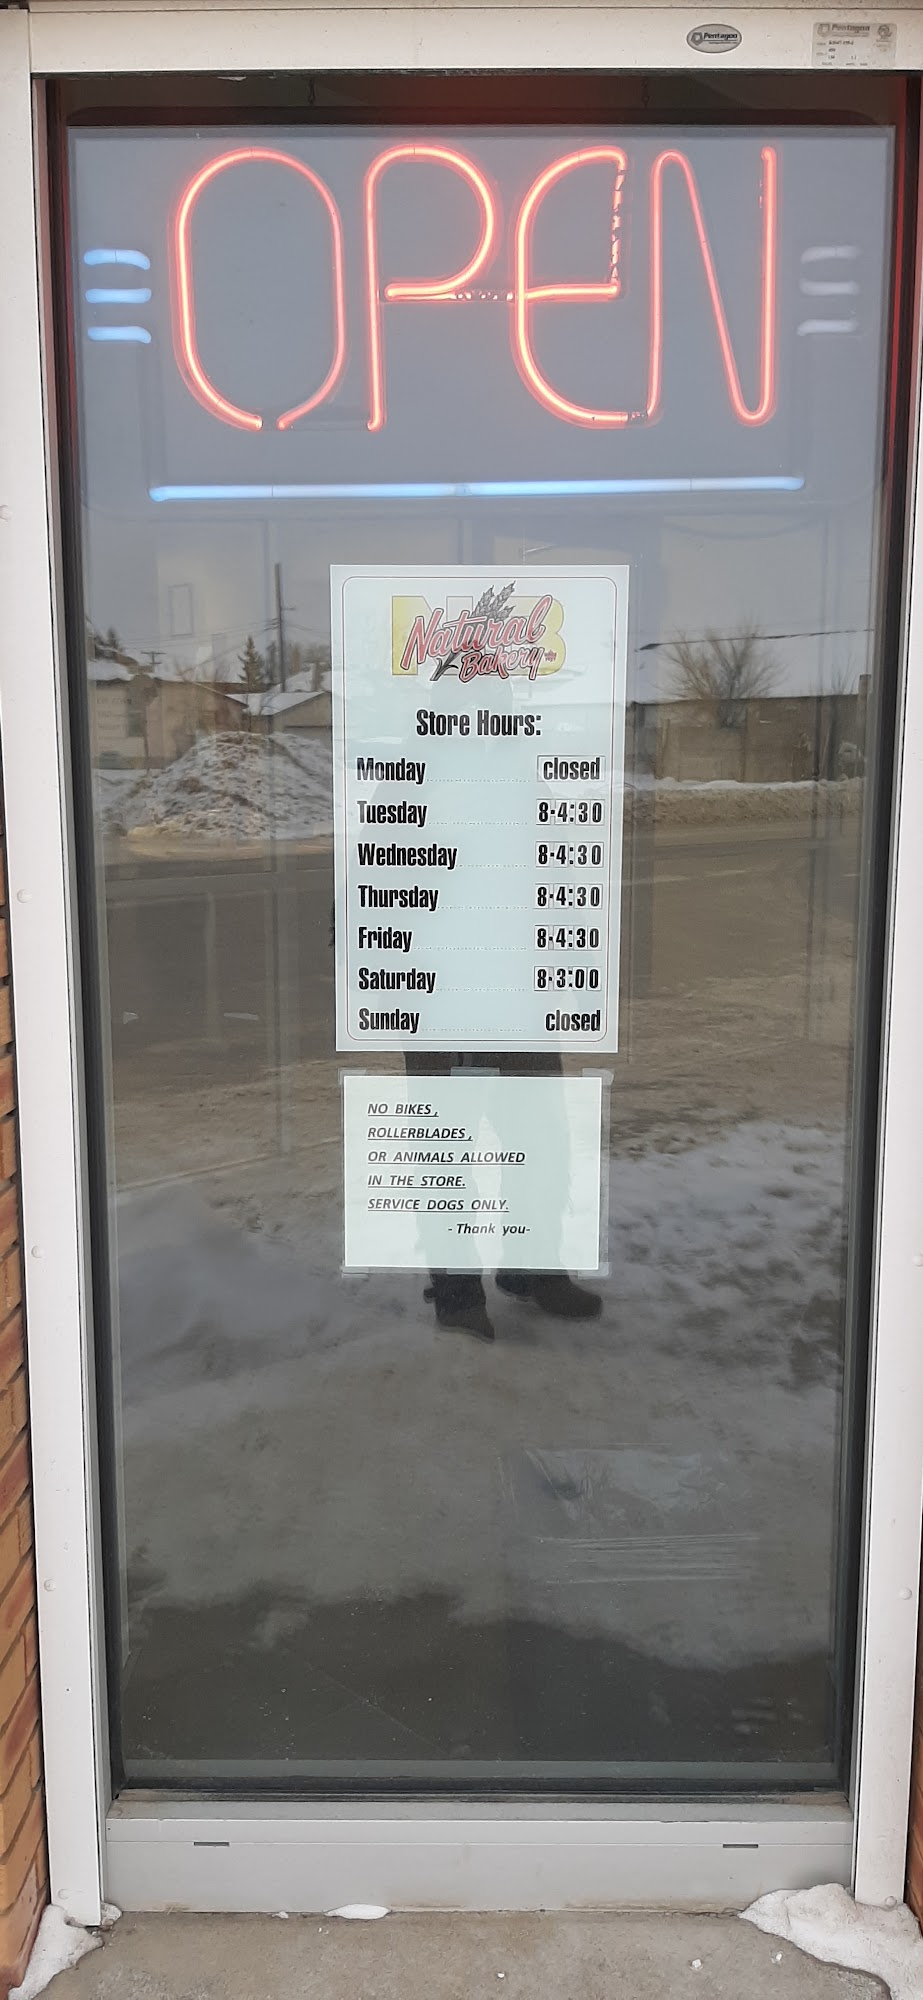 Pentagon
Pentagon
OPEN
NB
Natural
Bakery
Store Hours:
Monday closed
Tuesday 8-4:30
Wednesday 8-4:30
Thursday 8-4:30
Friday 8-4:30
Saturday 8-3:00
Sunday closed
NO BIKES,
ROLLERBLADES,
OR ANIMALS ALLOWED
IN THE STORE.
SERVICE DOGS ONLY.
- Thank you-